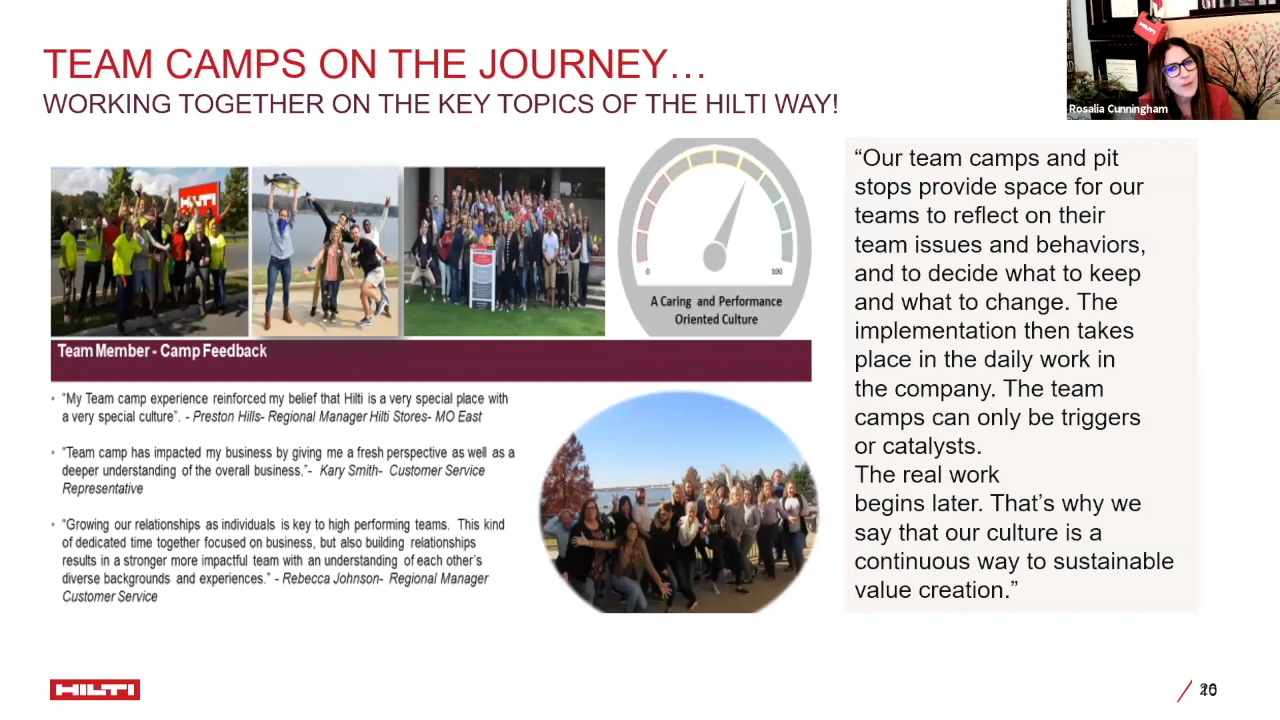 TEAM CAMPS ON THE JOURNEY…
WORKING TOGETHER ON THE KEY TOPICS OF THE HILTI WAY!
HILTI
Rosalia Cunningham
HILTI
0
100
A Caring and Performance
Oriented Culture
Team Member - Camp Feedback
• "My Team camp experience reinforced my belief that Hilti is a very special place with
a very special culture". - Preston Hills- Regional Manager Hilti Stores- MO East
• "Team camp has impacted my business by giving me a fresh perspective as well as a
deeper understanding of the overall business."- Kary Smith- Customer Service
Representative
• "Growing our relationships as individuals is key to high performing teams. This kind
of dedicated time together focused on business, but also building relationships
results in a stronger more impactful team with an understanding of each other's
diverse backgrounds and experiences." - Rebecca Johnson- Regional Manager
Customer Service
“Our team camps and pit
stops provide space for our
teams to reflect on their
team issues and behaviors,
and to decide what to keep
and what to change. The
implementation then takes
place in the daily work in
the company. The team
camps can only be triggers
or catalysts.
The real work
begins later. That’s why we
say that our culture is a
continuous way to sustainable
value creation.”
HILTI